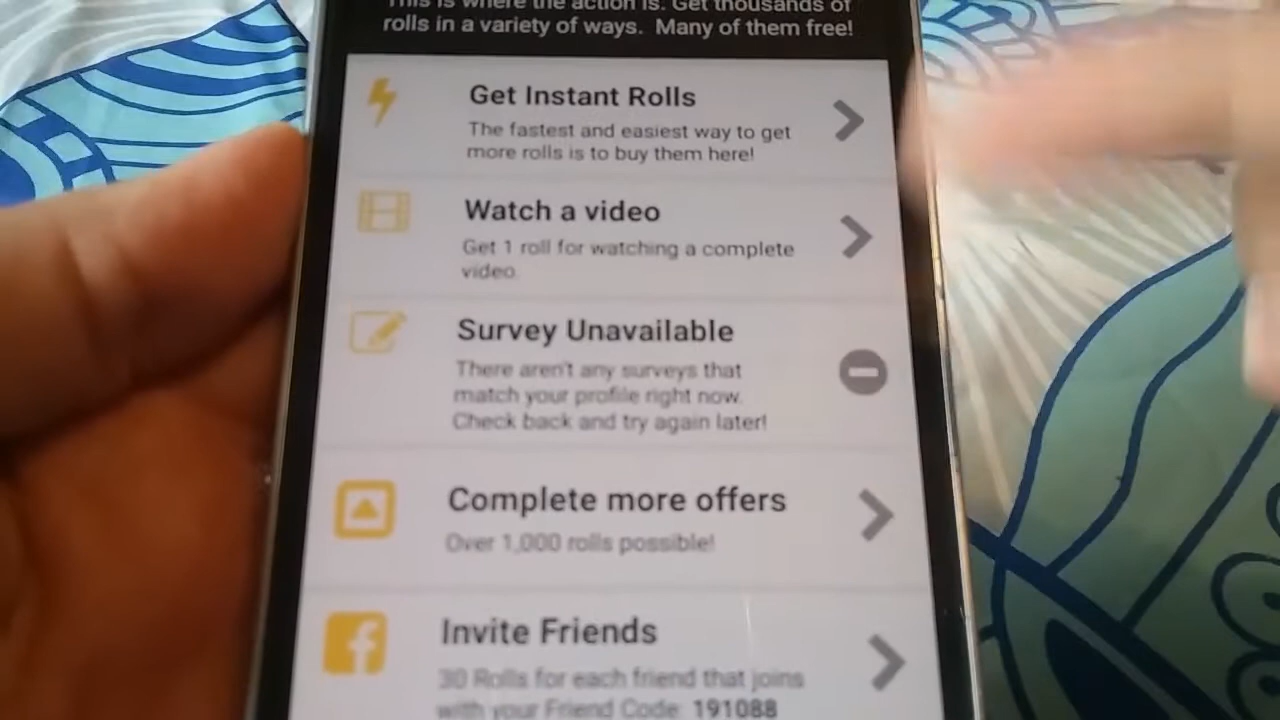 This is where the action is. Get thousands of
rolls in a variety of ways. Many of them free!
Get Instant Rolls
The fastest and easiest way to get
more rolls is to buy them here!
Watch a video
Get 1 roll for watching a complete
video.
Survey Unavailable
There aren't any surveys that
match your profile right now.
Check back and try again later!
Complete more offers
Over 1,000 rolls possible!
Invite Friends
30 Rolls for each friend that joins
with your Friend Code: 191088